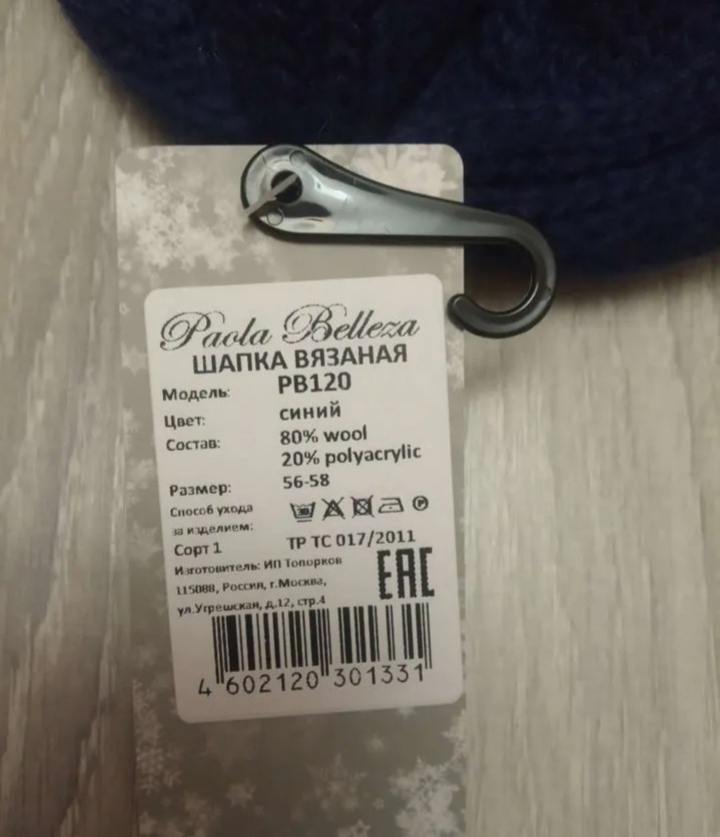 Paola Belleza
ШАПКА ВЯЗАНАЯ
Модель: PB120
Цвет: синий
Состав: 80% wool
20% polyacrylic
Размер: 56-58
Способ ухода
за изделием:
Сорт 1 ТР ТС 017/2011
Изготовитель: ИП Топорков
115088, Россия, г.Москва,
ул.Угрешская, д.12, стр.4
EAC
4 602120 301331